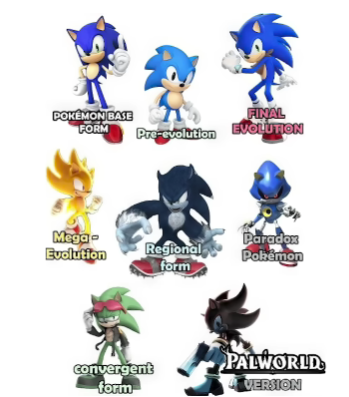 POKÉMON BASE
FORM
Pre-evolution
FINAL
EVOLUTION
Mega -
Evolution
Regional
form
Paradox
Pokémon
convergent
form
PALWORLD
VERSION